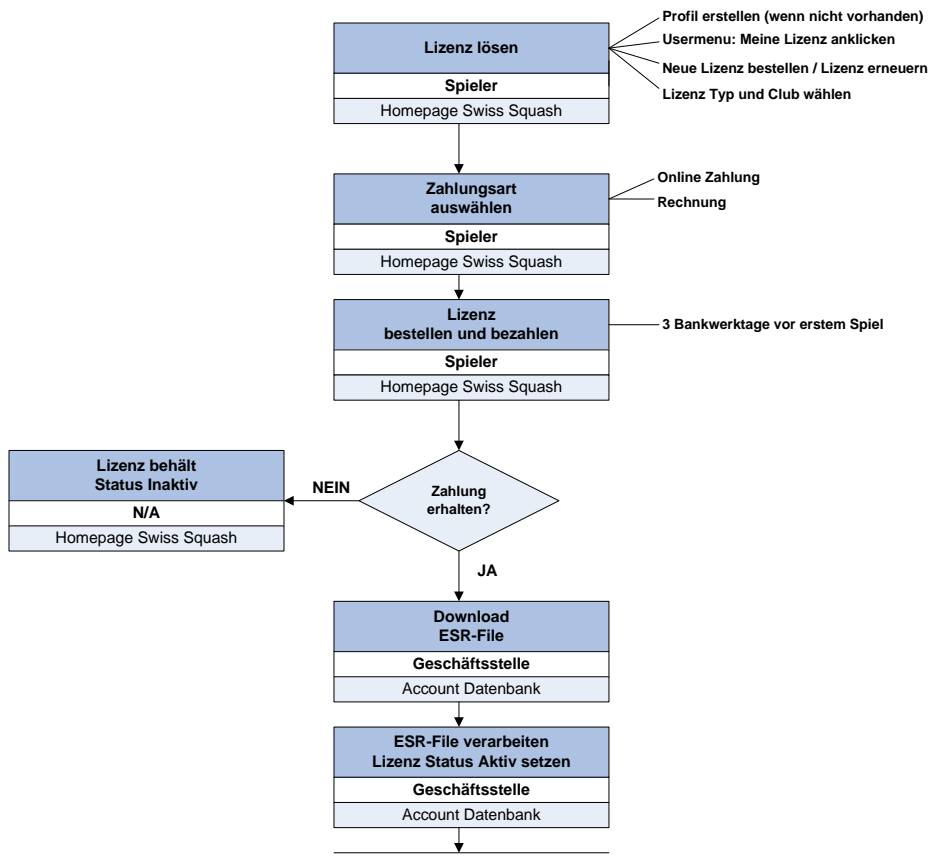 Lizenz lösen
Spieler
Homepage Swiss Squash
Profil erstellen (wenn nicht vorhanden)
Usermenu: Meine Lizenz anklicken
Neue Lizenz bestellen / Lizenz erneuern
Lizenz Typ und Club wählen
Zahlungsart
auswählen
Spieler
Homepage Swiss Squash
Online Zahlung
Rechnung
Lizenz
bestellen und bezahlen
Spieler
Homepage Swiss Squash
3 Bankwerktage vor erstem Spiel
Zahlung
erhalten?
NEIN
Lizenz behält
Status Inaktiv
N/A
Homepage Swiss Squash
JA
Download
ESR-File
Geschäftsstelle
Account Datenbank
ESR-File verarbeiten
Lizenz Status Aktiv setzen
Geschäftsstelle
Account Datenbank